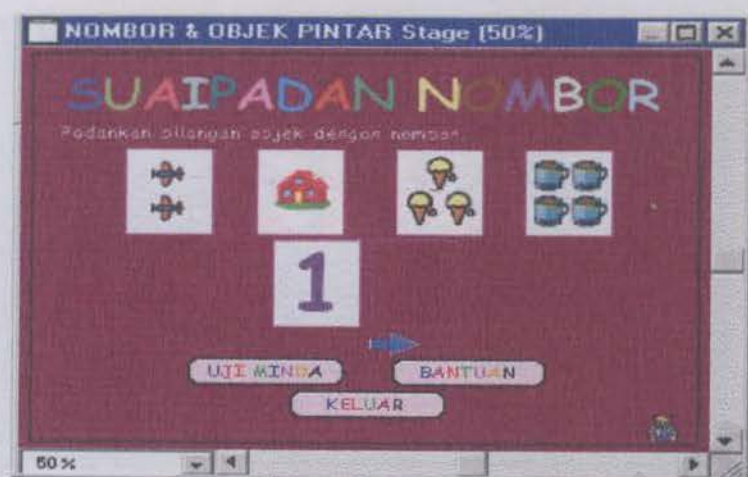 NOMBOR & OBJEK PINTAR Stage (50%)
SUAIPADAN NOMBOR
Padankan bilangan objek dengan nombor.
1
UJI MINDA
BANTUAN
KELUAR
50%